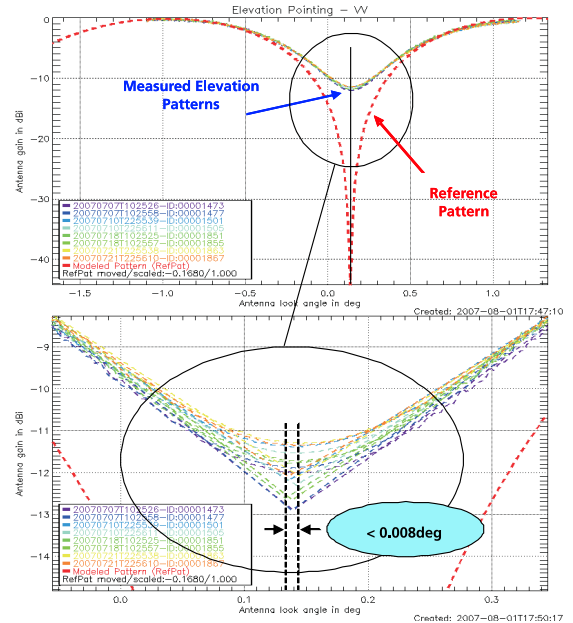 Elevation Pointing - VV
Antenna gain in dBi
0
-10
-20
-30
-40
Measured Elevation
Patterns
Reference
Pattern
20070707T102526-ID:00001473
20070707T102558-ID:00001477
20070710T225539-ID:00001501
20070710T225611-ID:00001505
20070718T102525-ID:00001851
20070718T102557-ID:00001855
20070721T225610-ID:00001867
Modeled Pattern (RefPat)
RefPat moved/scaled:-0.1680/1.000
-1.5
-1.0
-0.5
0.0
0.5
1.0
Antenna look angle in deg
Created: 2007-08-01T17:47:10
Antenna gain in dBi
-9
-10
-11
-12
-13
-14
< 0.008deg
20070707T102526-ID:00001473
20070707T102558-ID:00001477
20070710T225539-ID:00001501
20070710T225611-ID:00001505
20070718T102525-ID:00001851
20070718T102557-ID:00001855
20070721T225610-ID:00001867
Modeled Pattern (RefPat)
RefPat moved/scaled:-0.1680/1.000
0.0
0.1
0.2
0.3
Antenna look angle in deg
Created: 2007-08-01T17:50:17